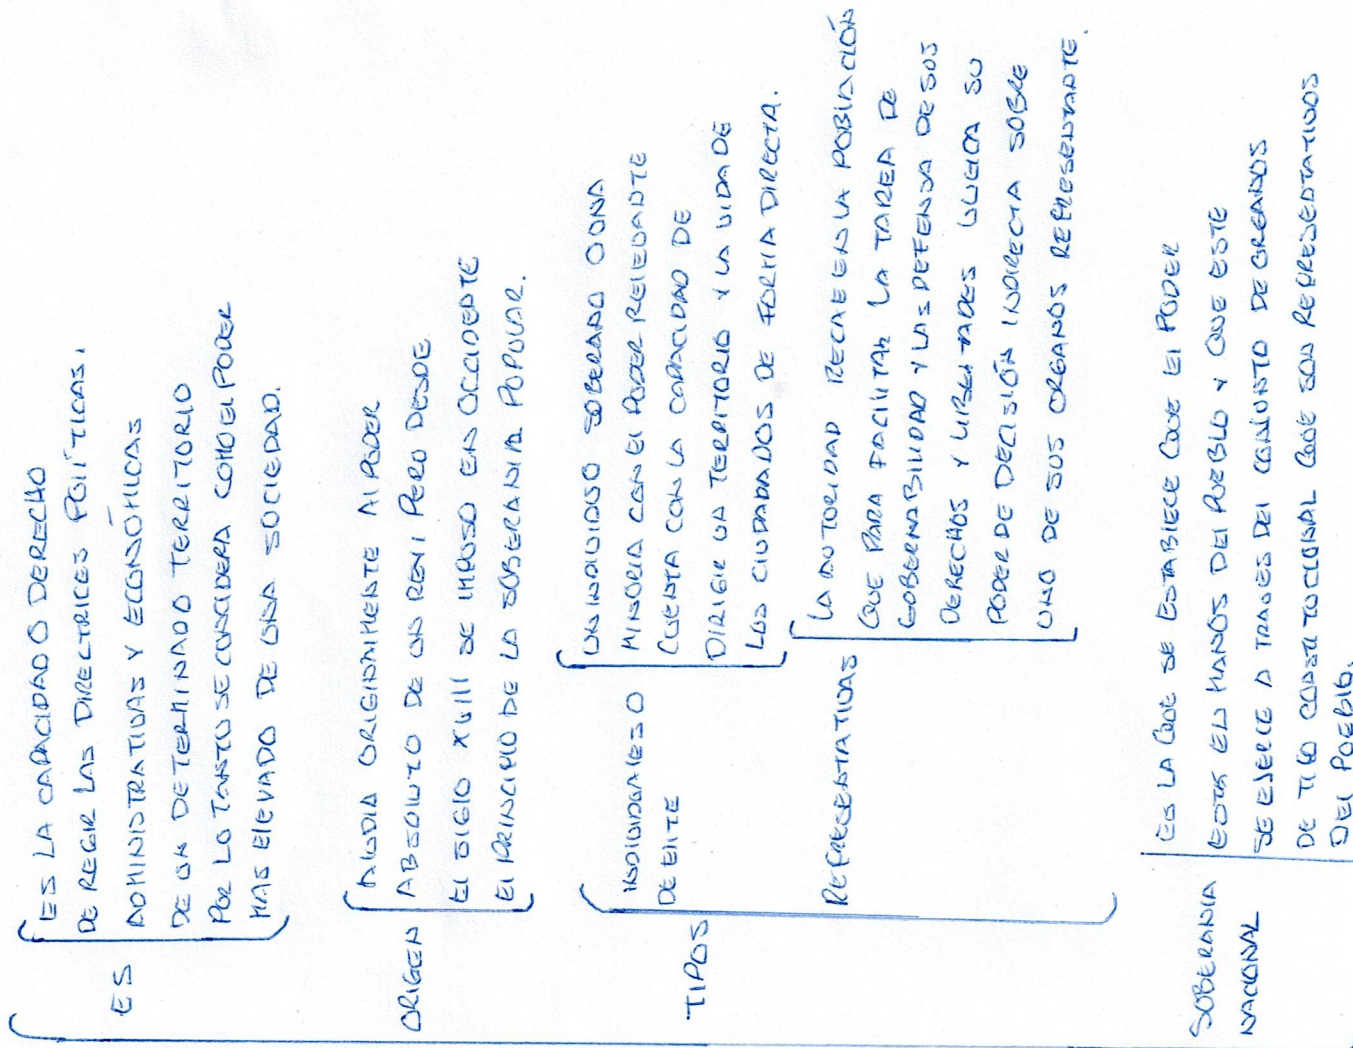 ES
ES LA CAPACIDAD O DERECHO
DE REGIR LAS DIRECTRICES POLÍTICAS,
ADMINISTRATIVAS Y ECONÓMICAS
DE UN DETERMINADO TERRITORIO
POR LO TANTO SE CONCIDERA COMO EL PODER
MAS ELEVADO DE UNA SOCIEDAD.
ORIGEN
ALUDIA ORIGINALMENTE AL PODER
ABSOLUTO DE UN REY; PERO DESDE
EL SIGLO XVIII SE IMPUSO EN OCCIDENTE
EL PRINCIPIO DE LA SOBERANIA POPULAR.
TIPOS
INDIVIDUALES O
DE ELITE
UN INDIVIDUO SOBERANO O UNA
MINORIA CON EL PODER RELEVANTE
CUENTA CON LA CAPACIDAD DE
DIRIGIR UN TERRITORIO Y LA VIDA DE
LOS CIUDADANOS DE FORMA DIRECTA.
REPRESENTATIVAS
LA AUTORIDAD RECAE EN LA POBLACIÓN
QUE PARA FACILITAR LA TAREA DE
GOBERNABILIDAD Y LAS DEFENSA DE SUS
DERECHOS Y LIBERTADES SU
PODER DE DECISIÓN INDIRECTA SOBRE
UNO DE SUS ORGANOS REPRESENTANTE.
SOBERANIA
NACIONAL
ES LA QUE SE ESTABLECE QUE EL PODER
ESTA EN MANOS DEL PUEBLO Y QUE ESTE
SE EJERCE A TRAVES DEL CONJUNTO DE ORGANOS
DE TIPO CONSTITUCIONAL QUE SON REPRESENTATIVOS
DEL PUEBLO.